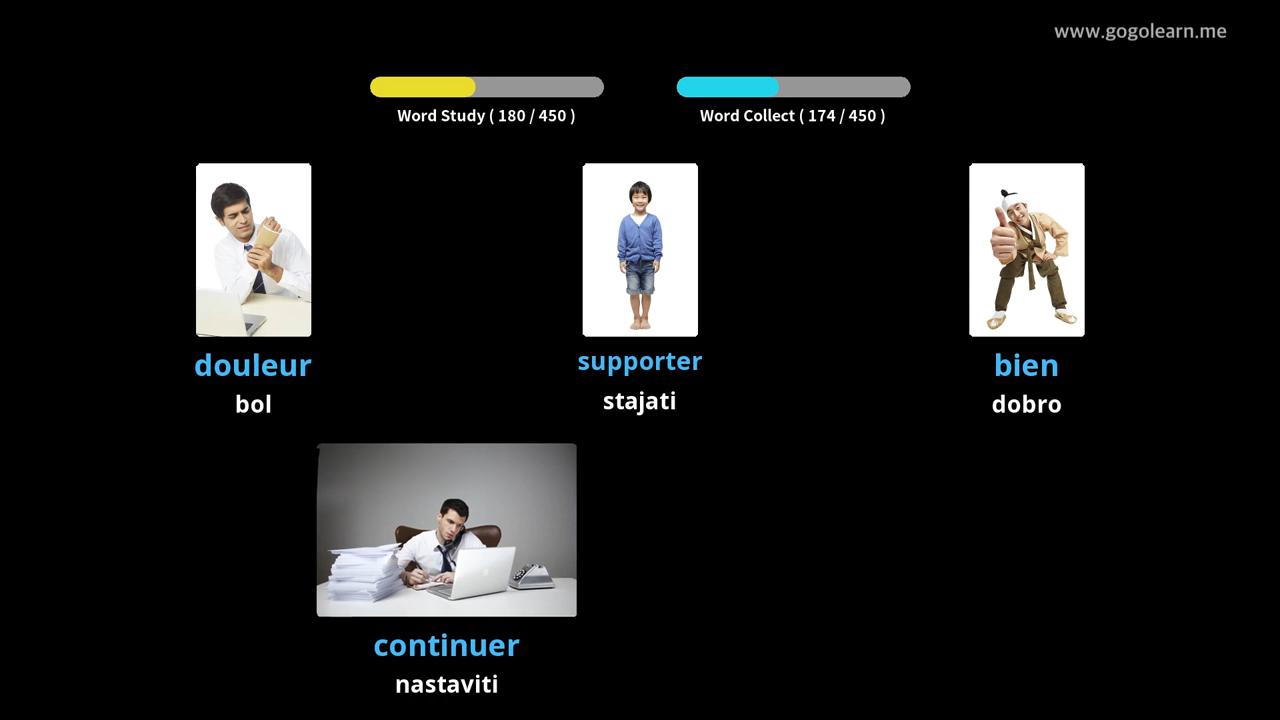 www.gogolearn.me
Word Study ( 180 / 450 )
Word Collect ( 174 / 450 )
douleur
bol
supporter
stajati
bien
dobro
continuer
nastaviti